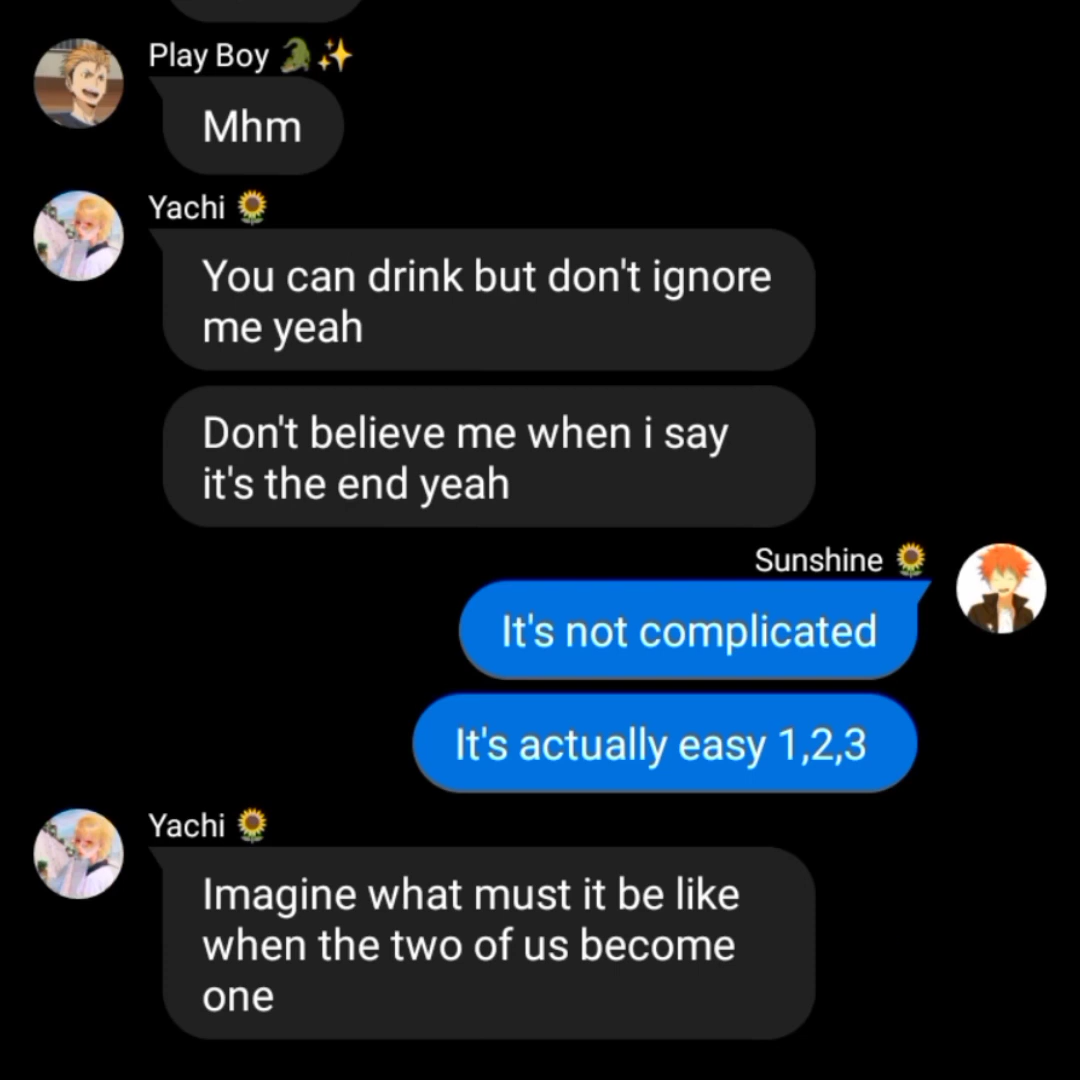 Play Boy 🐊✨
Mhm
Yachi 🌻
You can drink but don't ignore
me yeah
Don't believe me when i say
it's the end yeah
Sunshine 🌻
It's not complicated
It's actually easy 1,2,3
Yachi 🌻
Imagine what must it be like
when the two of us become
one